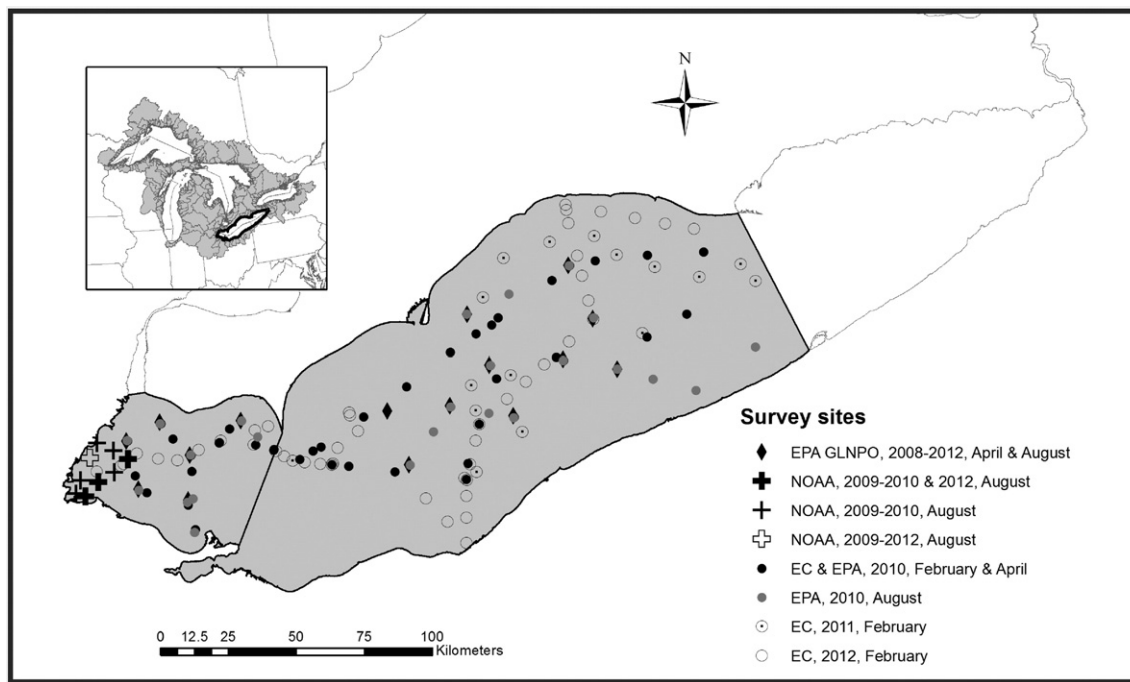 N
Survey sites
EPA GLNPO, 2008-2012, April & August
NOAA, 2009-2010 & 2012, August
NOAA, 2009-2010, August
NOAA, 2009-2012, August
EC & EPA, 2010, February & April
EPA, 2010, August
EC, 2011, February
EC, 2012, February
0 12.5 25 50 75 100
Kilometers